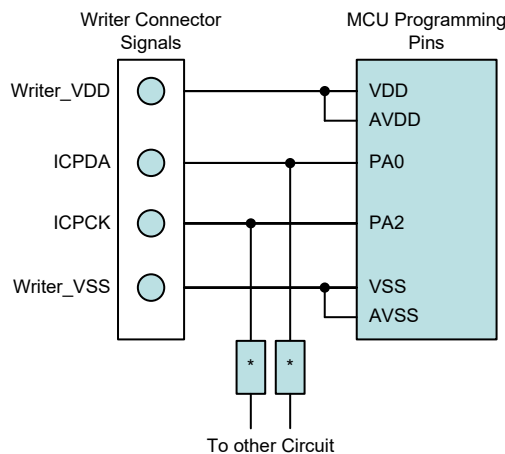 Writer Connector
Signals
MCU Programming
Pins
Writer_VDD
VDD
AVDD
ICPDA
PA0
ICPCK
PA2
Writer_VSS
VSS
AVSS
*
*
To other Circuit